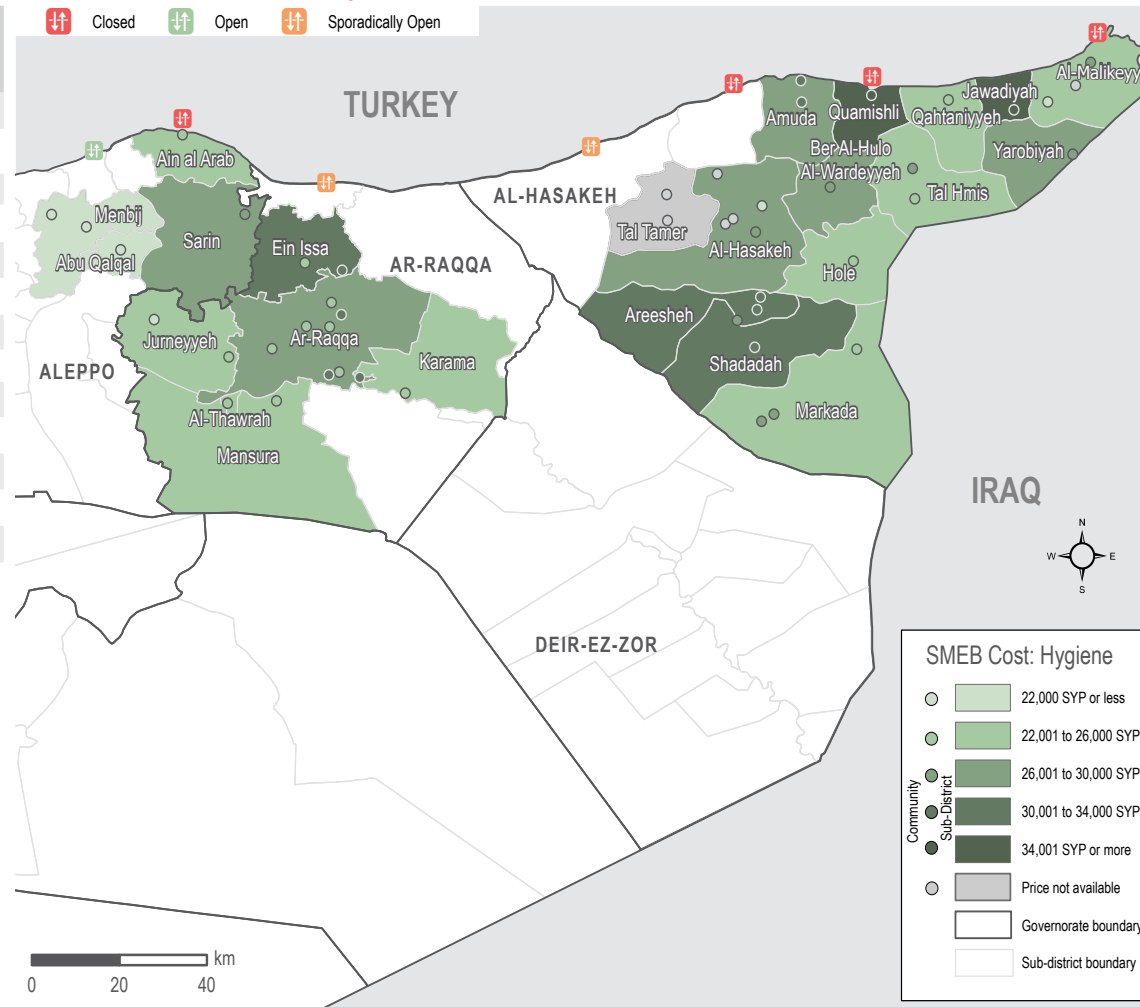 Closed
Open
Sporadically Open
TURKEY
Al-Malikeyy
Jawadiyah
Quamishli
Qahtaniyyeh
Amuda
Ber Al-Hulo
Al-Wardeyyeh
Yarobiyah
Ain al Arab
AL-HASAKEH
Tal Hmis
Menbij
Sarin
Ein Issa
Tal Tamer
Al-Hasakeh
Abu Qalqal
AR-RAQQA
Hole
Areesheh
Jurneyyeh
Ar-Raqqa
Karama
Shadadah
ALEPPO
Al-Thawrah
Markada
Mansura
IRAQ
N
W
E
S
DEIR-EZ-ZOR
SMEB Cost: Hygiene
22,000 SYP or less
22,001 to 26,000 SYP
26,001 to 30,000 SYP
30,001 to 34,000 SYP
34,001 SYP or more
Price not available
Governorate boundary
Sub-district boundary
Community
Sub-District
km
0 20 40